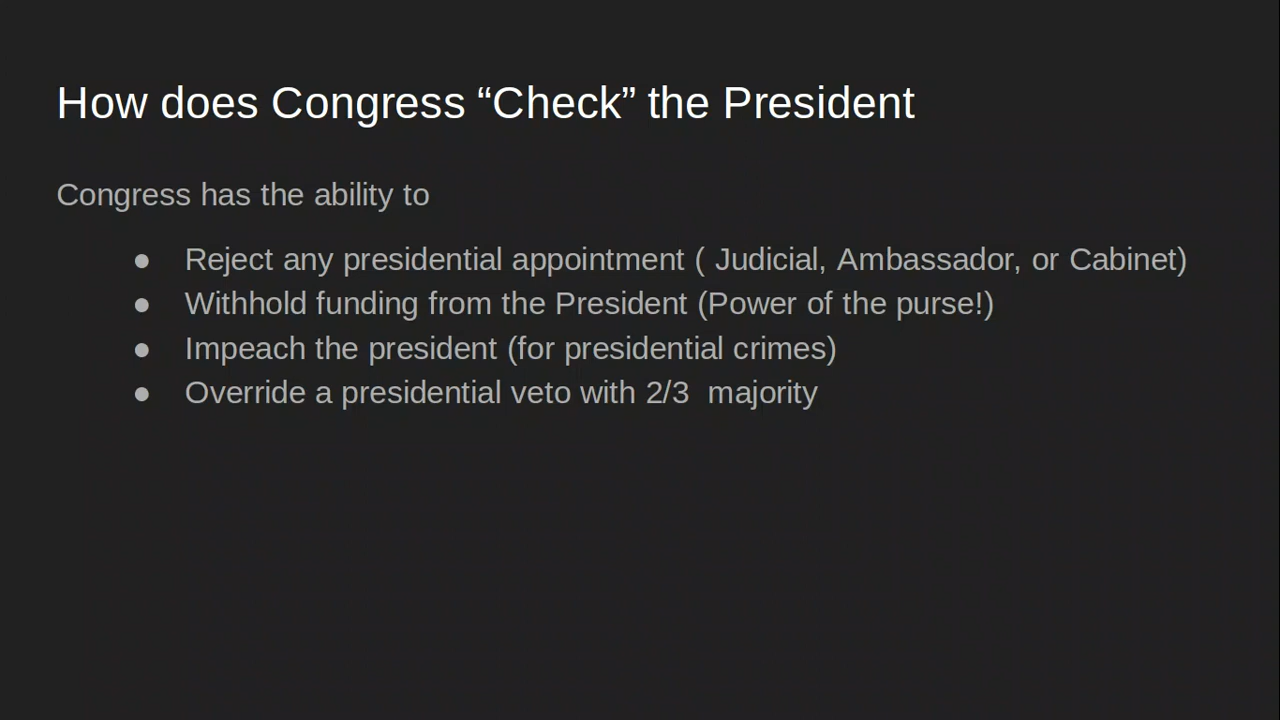 How does Congress “Check” the President
Congress has the ability to
● Reject any presidential appointment ( Judicial, Ambassador, or Cabinet)
● Withhold funding from the President (Power of the purse!)
● Impeach the president (for presidential crimes)
● Override a presidential veto with 2/3  majority